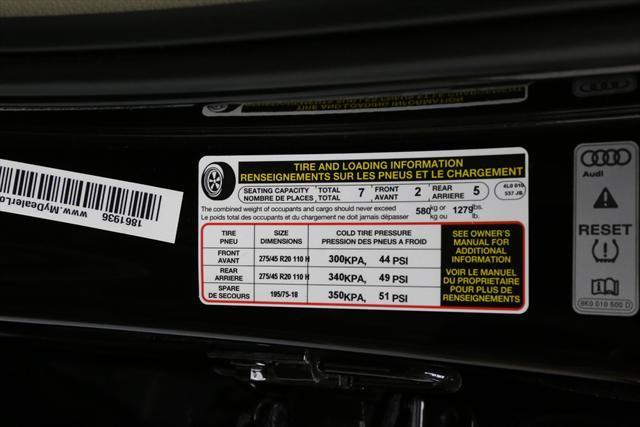 TIRE AND LOADING INFORMATION
RENSEIGNEMENTS SUR LES PNEUS ET LE CHARGEMENT
SEATING CAPACITY TOTAL 7 FRONT 2 REAR 5
NOMBRE DE PLACES TOTAL AVANT ARRIERE
4L0 010
537 JB
The combined weight of occupants and cargo should never exceed 580 kg or 1279 lbs.
Le poids total des occupants et du chargement ne doit jamais dépasser kg ou lb.
TIRE SIZE COLD TIRE PRESSURE
PNEU DIMENSIONS PRESSION DES PNEUS A FROID
FRONT
AVANT 275/45 R20 110 H 300KPA, 44 PSI
REAR
ARRIERE 275/45 R20 110 H 340KPA, 49 PSI
SPARE
DE SECOURS 195/75-18 350KPA, 51 PSI
SEE OWNER'S
MANUAL FOR
ADDITIONAL
INFORMATION
VOIR LE MANUEL
DU PROPRIETAIRE
POUR PLUS DE
RENSEIGNEMENTS
1861936
www.MyDealerLo
Audi
RESET
8K0 010 500 D